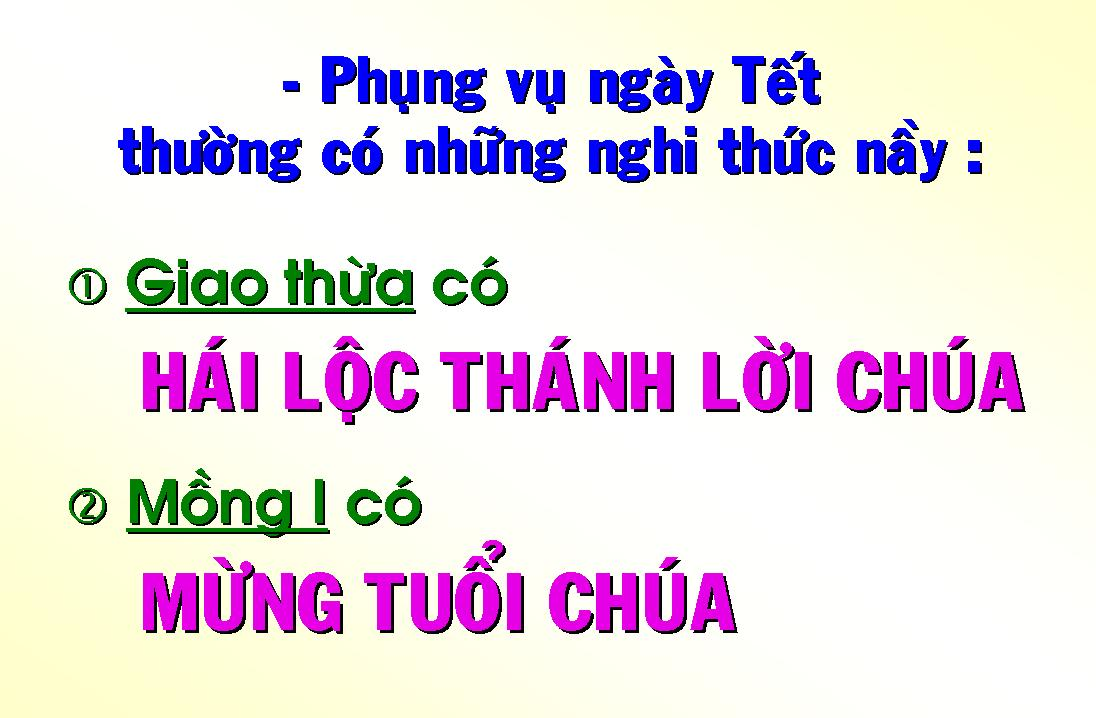 - Phụng vụ ngày Tết
thường có những nghi thức nầy :
① Giao thừa có
HÁI LỘC THÁNH LỜI CHÚA
② Mồng I có
MỪNG TUỔI CHÚA